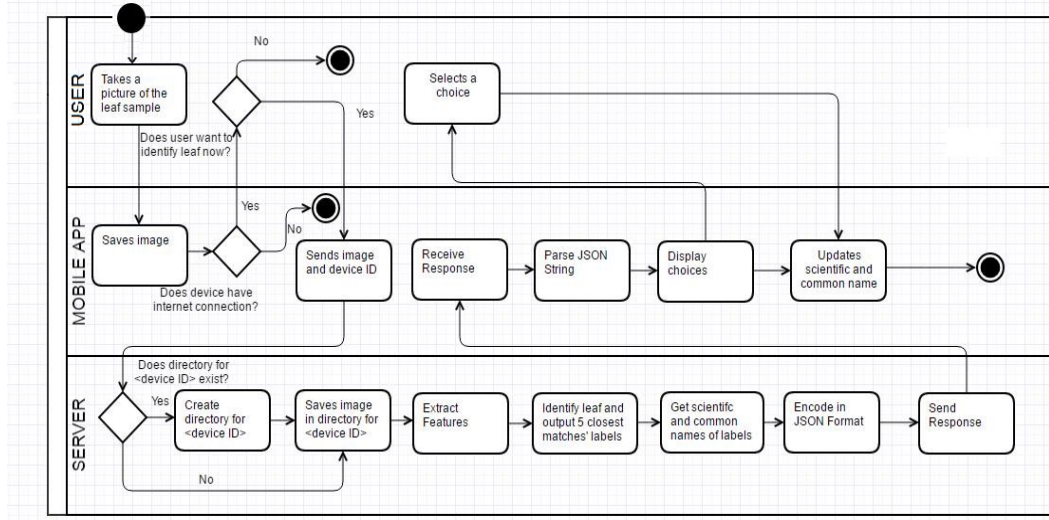 USER
Takes a
picture of the
leaf sample
No
Yes
Does user want to
identify leaf now?
Selects a
choice
MOBILE APP
Saves image
Yes
No
Does device have
internet connection?
Sends image
and device ID
Receive
Response
Parse JSON
String
Display
choices
Updates
scientific and
common name
SERVER
Does directory for
<device ID> exist?
Yes
No
Create
directory for
<device ID>
Saves image
in directory for
<device ID>
Extract
Features
Identify leaf and
output 5 closest
matches' labels
Get scientifc
and common
names of labels
Encode in
JSON Format
Send
Response